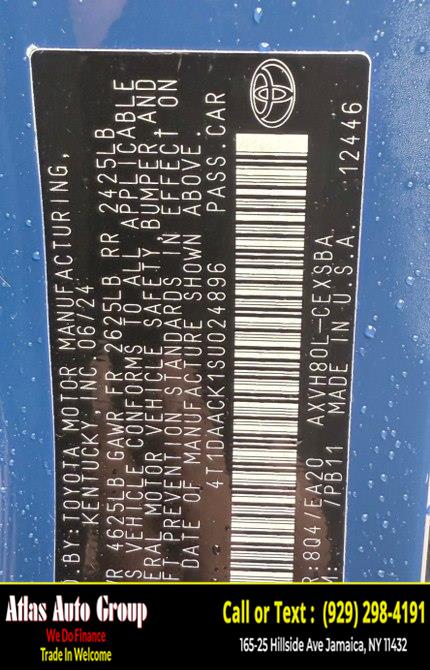 D BY: TOYOTA MOTOR MANUFACTURING,
KENTUCKY INC. 06/24
VR 4625LB GAWR FR 2625LB RR 2425LB
S VEHICLE CONFORMS TO ALL APPLICABLE
ERAL MOTOR VEHICLE SAFETY, BUMPER AND
FT PREVENTION STANDARDS IN EFFECT ON
DATE OF MANUFACTURE SHOWN ABOVE.
4T1DAACK1SU024896 PASS.CAR
R:8Q4/EA20 AXVH80L-CEXSBA
M: /PB11 MADE IN U.S.A. 12446
Atlas Auto Group
We Do Finance
Trade In Welcome
Call or Text : (929) 298-4191
165-25 Hillside Ave Jamaica, NY 11432